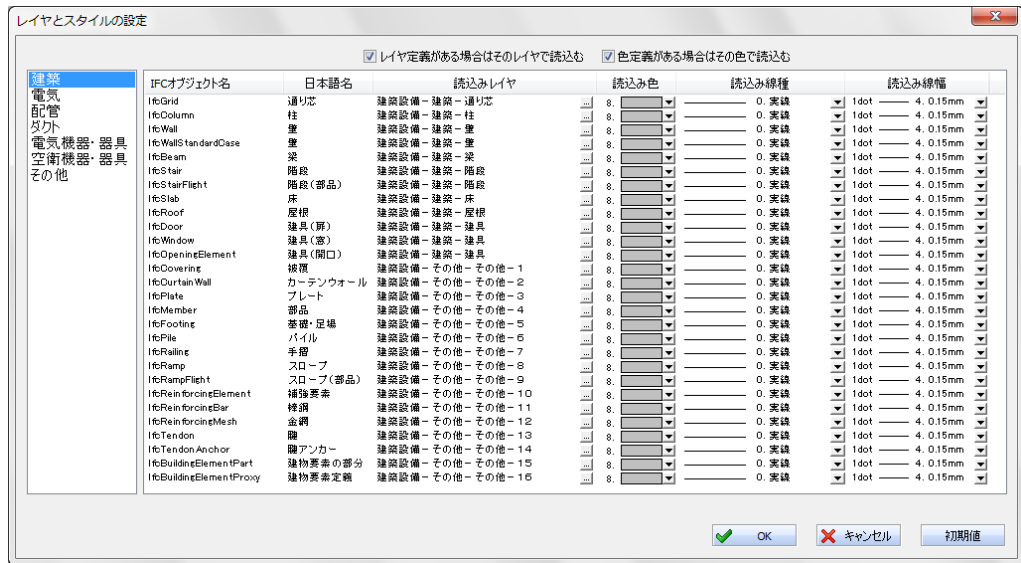 レイヤとスタイルの設定
レイヤ定義がある場合はそのレイヤで読込む 色定義がある場合はその色で読込む
建築
電気
配管
ダクト
電気機器・器具
空衛機器・器具
その他
IFCオブジェクト名 日本語名 読込みレイヤ 読込み色 読込み線種 読込み線幅
IfcGrid 通り芯 建築設備－建築－通り芯 ... 8. 0. 実線 1dot 4. 0.15mm
IfcColumn 柱 建築設備－建築－柱 ... 8. 0. 実線 1dot 4. 0.15mm
IfcWall 壁 建築設備－建築－壁 ... 8. 0. 実線 1dot 4. 0.15mm
IfcWallStandardCase 壁 建築設備－建築－壁 ... 8. 0. 実線 1dot 4. 0.15mm
IfcBeam 梁 建築設備－建築－梁 ... 8. 0. 実線 1dot 4. 0.15mm
IfcStair 階段 建築設備－建築－階段 ... 8. 0. 実線 1dot 4. 0.15mm
IfcStairFlight 階段(部品) 建築設備－建築－階段 ... 8. 0. 実線 1dot 4. 0.15mm
IfcSlab 床 建築設備－建築－床 ... 8. 0. 実線 1dot 4. 0.15mm
IfcRoof 屋根 建築設備－建築－屋根 ... 8. 0. 実線 1dot 4. 0.15mm
IfcDoor 建具(扉) 建築設備－建築－建具 ... 8. 0. 実線 1dot 4. 0.15mm
IfcWindow 建具(窓) 建築設備－建築－建具 ... 8. 0. 実線 1dot 4. 0.15mm
IfcOpeningElement 建具(開口) 建築設備－建築－建具 ... 8. 0. 実線 1dot 4. 0.15mm
IfcCovering 被覆 建築設備－その他－その他－1 ... 8. 0. 実線 1dot 4. 0.15mm
IfcCurtainWall カーテンウォール 建築設備－その他－その他－2 ... 8. 0. 実線 1dot 4. 0.15mm
IfcPlate プレート 建築設備－その他－その他－3 ... 8. 0. 実線 1dot 4. 0.15mm
IfcMember 部品 建築設備－その他－その他－4 ... 8. 0. 実線 1dot 4. 0.15mm
IfcFooting 基礎・足場 建築設備－その他－その他－5 ... 8. 0. 実線 1dot 4. 0.15mm
IfcPile パイル 建築設備－その他－その他－6 ... 8. 0. 実線 1dot 4. 0.15mm
IfcRailing 手摺 建築設備－その他－その他－7 ... 8. 0. 実線 1dot 4. 0.15mm
IfcRamp スロープ 建築設備－その他－その他－8 ... 8. 0. 実線 1dot 4. 0.15mm
IfcRampFlight スロープ(部品) 建築設備－その他－その他－9 ... 8. 0. 実線 1dot 4. 0.15mm
IfcReinforcingElement 補強要素 建築設備－その他－その他－10 ... 8. 0. 実線 1dot 4. 0.15mm
IfcReinforcingBar 棒鋼 建築設備－その他－その他－11 ... 8. 0. 実線 1dot 4. 0.15mm
IfcReinforcingMesh 金網 建築設備－その他－その他－12 ... 8. 0. 実線 1dot 4. 0.15mm
IfcTendon 腱 建築設備－その他－その他－13 ... 8. 0. 実線 1dot 4. 0.15mm
IfcTendonAnchor 腱アンカー 建築設備－その他－その他－14 ... 8. 0. 実線 1dot 4. 0.15mm
IfcBuildingElementPart 建物要素の部分 建築設備－その他－その他－15 ... 8. 0. 実線 1dot 4. 0.15mm
IfcBuildingElementProxy 建物要素定義 建築設備－その他－その他－16 ... 8. 0. 実線 1dot 4. 0.15mm
OK キャンセル 初期値